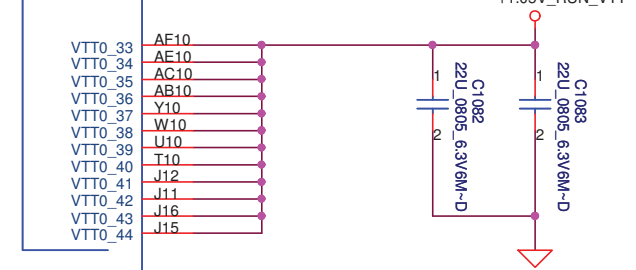 +1.05V_RUN_VTT
VTT0_33 AF10
VTT0_34 AE10
VTT0_35 AC10
VTT0_36 AB10
VTT0_37 Y10
VTT0_38 W10
VTT0_39 U10
VTT0_40 T10
VTT0_41 J12
VTT0_42 J11
VTT0_43 J16
VTT0_44 J15
1
2
C1082
22U_0805_6.3V6M~D
1
2
C1083
22U_0805_6.3V6M~D